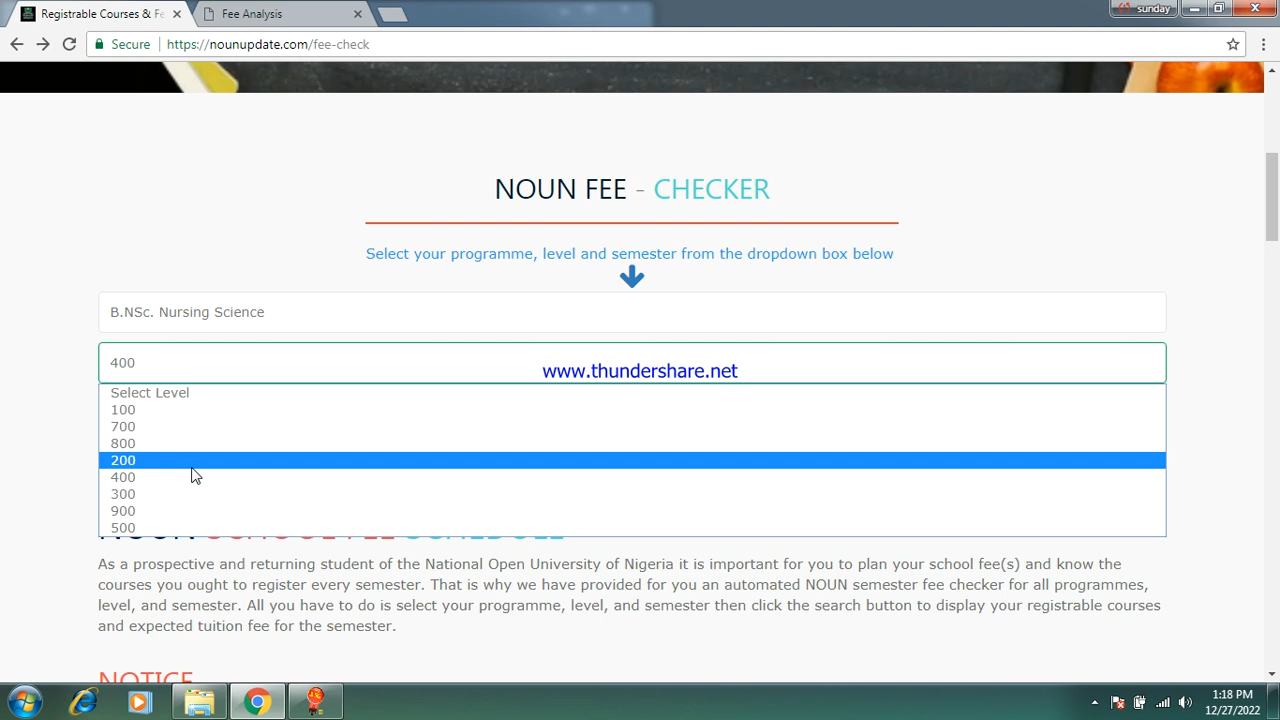 Registrable Courses & Fe
Fee Analysis
sunday
Secure
https://nounupdate.com/fee-check
NOUN FEE - CHECKER
Select your programme, level and semester from the dropdown box below
B.NSc. Nursing Science
400
www.thundershare.net
Select Level
100
700
800
200
400
300
900
500
NOUN SCHOOL FEE SCHEDULE
As a prospective and returning student of the National Open University of Nigeria it is important for you to plan your school fee(s) and know the
courses you ought to register every semester. That is why we have provided for you an automated NOUN semester fee checker for all programmes,
level, and semester. All you have to do is select your programme, level, and semester then click the search button to display your registrable courses
and expected tuition fee for the semester.
NOTICE
1:18 PM
12/27/2022